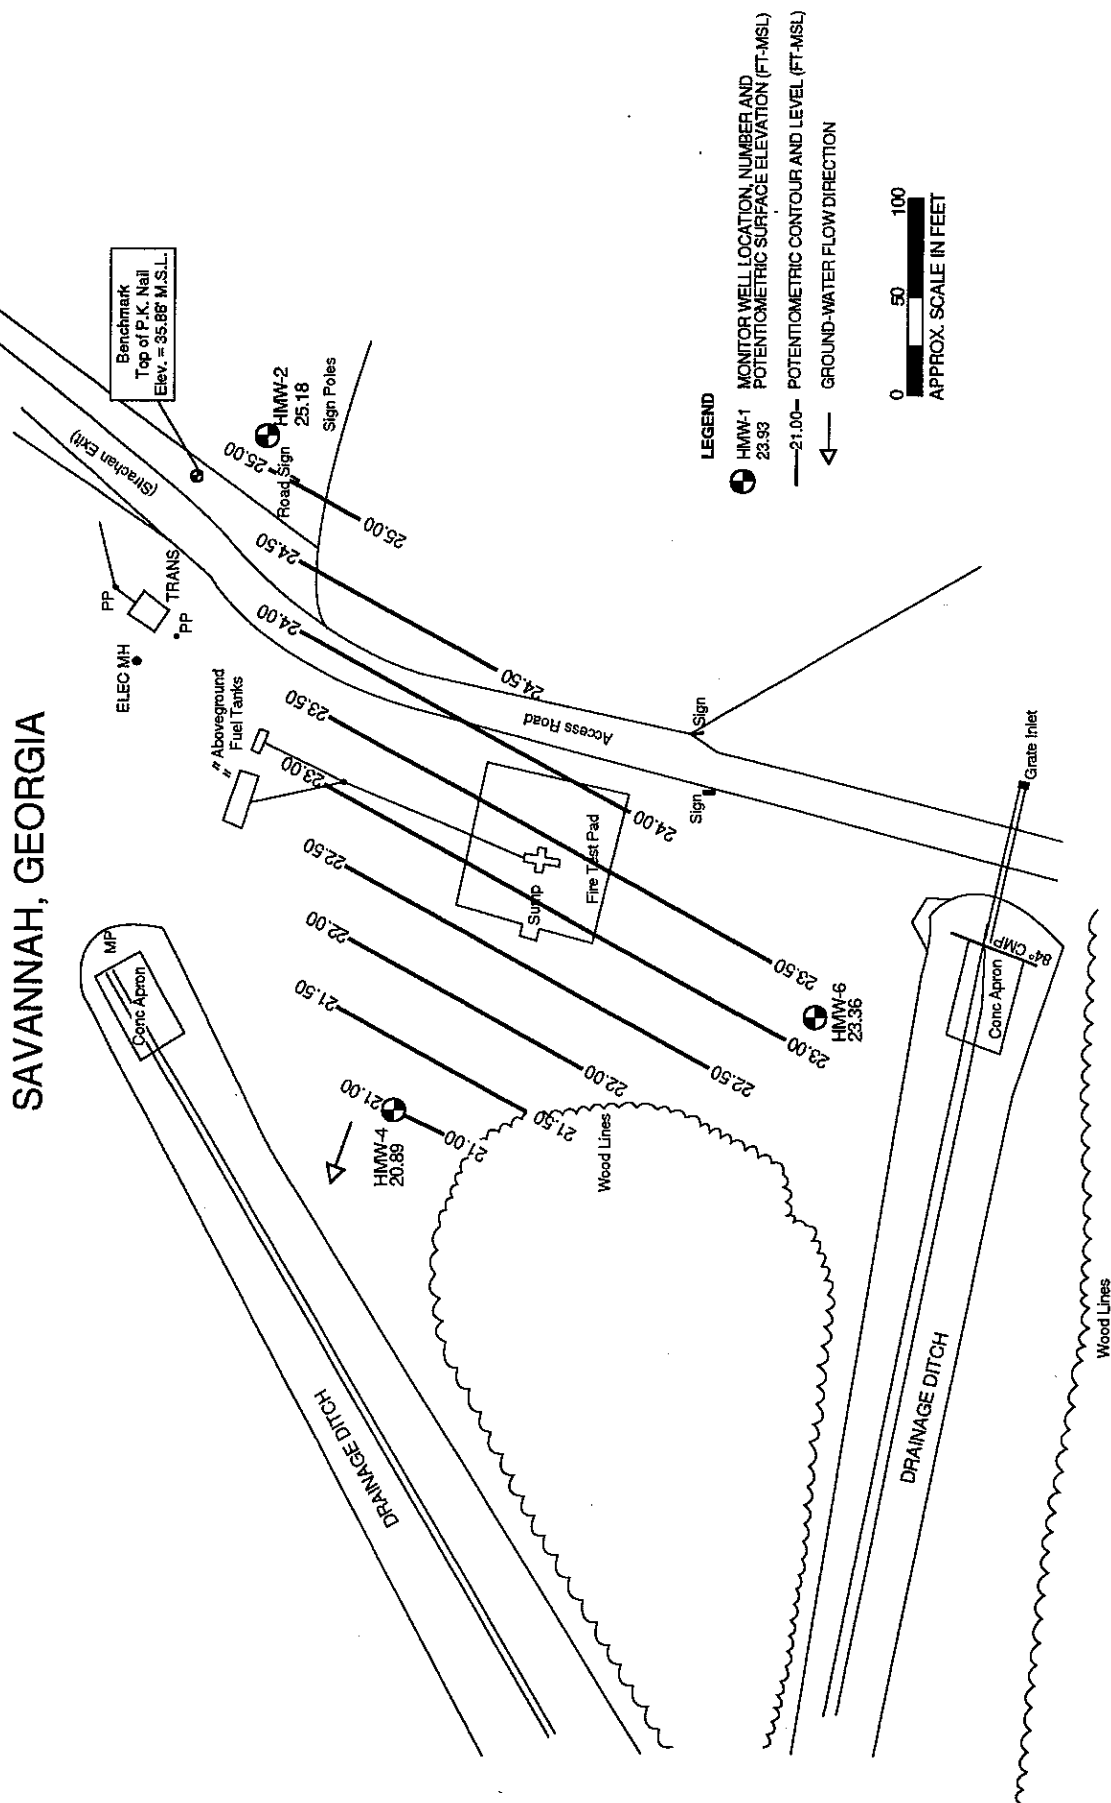 SAVANNAH, GEORGIA
Benchmark
Top of P.K. Nail
Elev. = 35.88' M.S.L.
(Strachan Exit)
HMW-2
25.18
Sign Poles
Road Sign
25.00
25.00
24.50
24.50
24.00
24.00
23.50
23.50
23.00
23.00
22.50
22.50
22.00
22.00
21.50
21.50
21.00
21.00
PP
TRANS
PP
ELEC MH
Aboveground
Fuel Tanks
Access Road
Sign
Sign
Grate Inlet
Fire Test Pad
Sump
MP
Conc Apron
HMW-4
20.89
HMW-6
23.36
84" CMP
Conc Apron
Wood Lines
DRAINAGE DITCH
DRAINAGE DITCH
Wood Lines
LEGEND
HMW-1
23.93
MONITOR WELL LOCATION, NUMBER AND
POTENTIOMETRIC SURFACE ELEVATION (FT-MSL)
21.00
POTENTIOMETRIC CONTOUR AND LEVEL (FT-MSL)
GROUND-WATER FLOW DIRECTION
0 50 100
APPROX. SCALE IN FEET